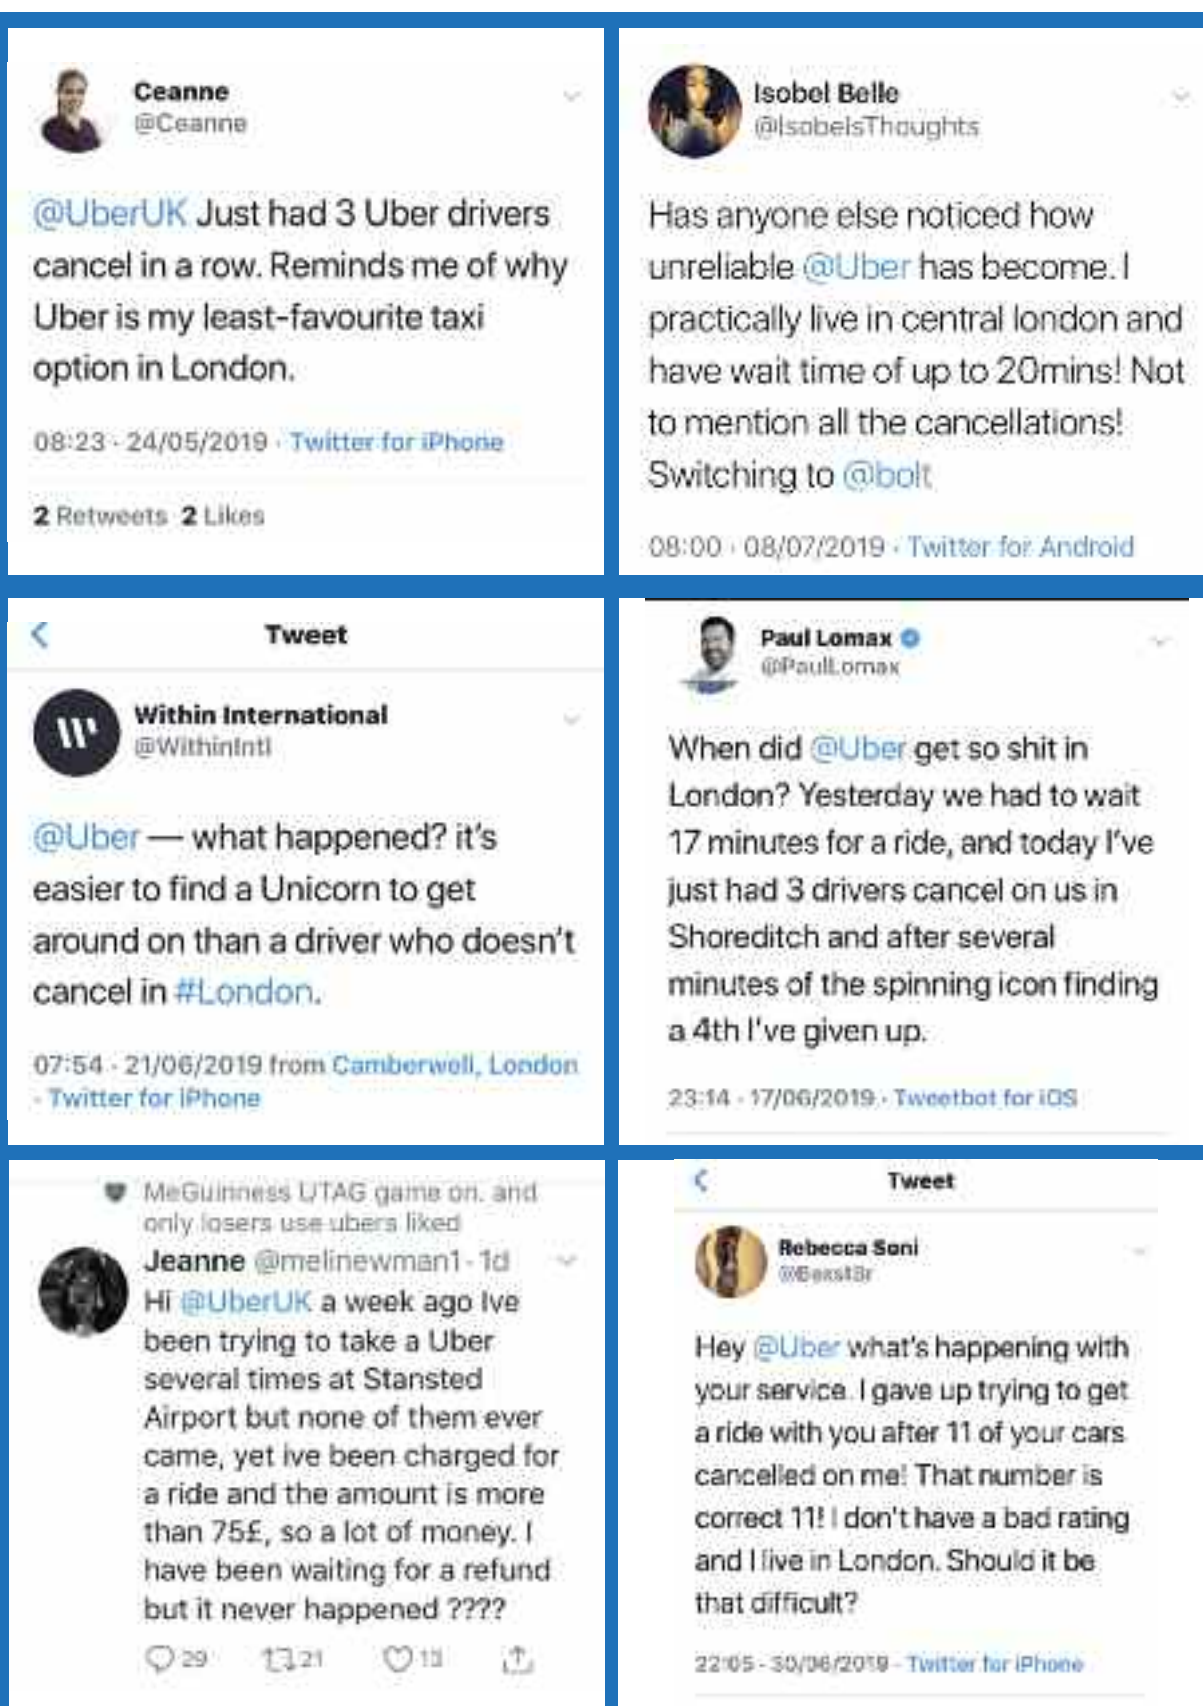 Ceanne
@Ceanne
@UberUK Just had 3 Uber drivers
cancel in a row. Reminds me of why
Uber is my least-favourite taxi
option in London.
08:23 · 24/05/2019 · Twitter for iPhone
2 Retweets 2 Likes
Isobel Belle
@IsobelsThoughts
Has anyone else noticed how
unreliable @Uber has become. I
practically live in central london and
have wait time of up to 20mins! Not
to mention all the cancellations!
Switching to @bolt
08:00 · 08/07/2019 · Twitter for Android
Tweet
Within International
@WithinIntl
@Uber — what happened? it's
easier to find a Unicorn to get
around on than a driver who doesn't
cancel in #London.
07:54 · 21/06/2019 from Camberwell, London
· Twitter for iPhone
Paul Lomax
@PaulLomax
When did @Uber get so shit in
London? Yesterday we had to wait
17 minutes for a ride, and today I've
just had 3 drivers cancel on us in
Shoreditch and after several
minutes of the spinning icon finding
a 4th I've given up.
23:14 · 17/06/2019 · Tweetbot for iOS
MeGuinness UTAG game on. and
only losers use ubers liked
Jeanne @melinewman1 · 1d
Hi @UberUK a week ago Ive
been trying to take a Uber
several times at Stansted
Airport but none of them ever
came, yet ive been charged for
a ride and the amount is more
than 75£, so a lot of money. I
have been waiting for a refund
but it never happened ????
29 21 13
Tweet
Rebecca Soni
Hey @Uber what's happening with
your service. I gave up trying to get
a ride with you after 11 of your cars
cancelled on me! That number is
correct 11! I don't have a bad rating
and I live in London. Should it be
that difficult?
22:05 · 30/06/2019 · Twitter for iPhone